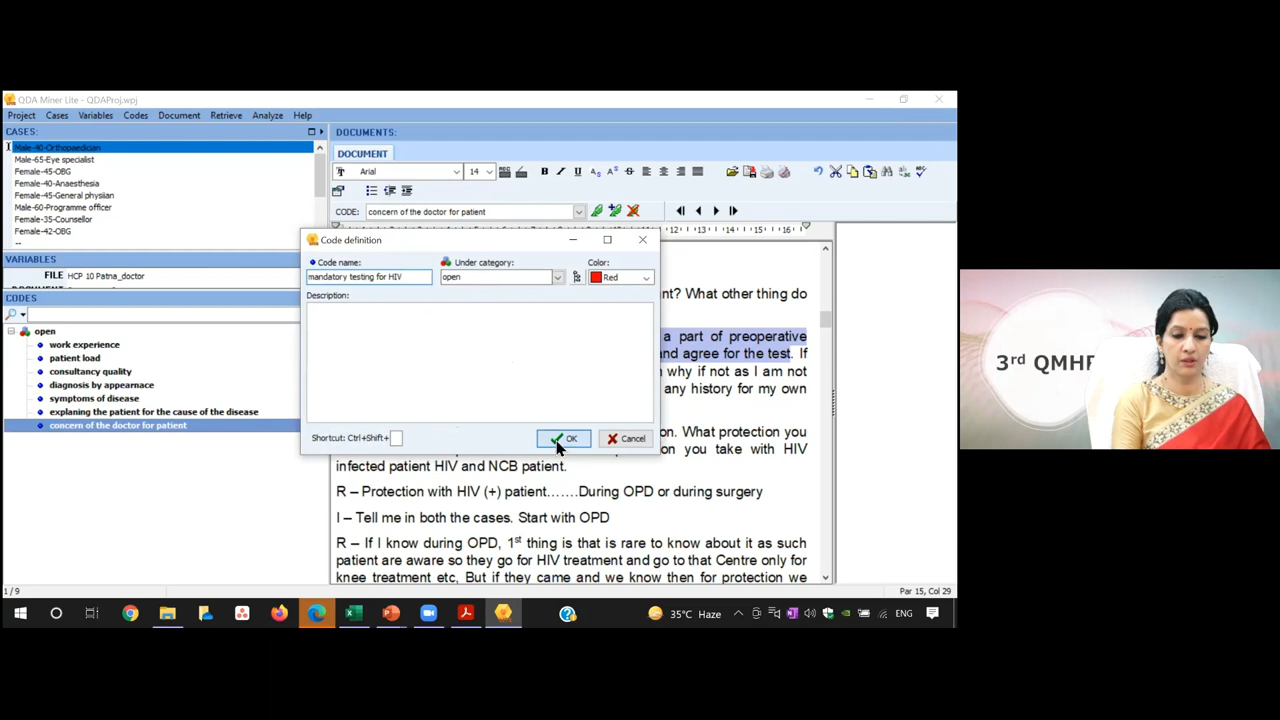 QDA Miner Lite - QDAProj.wpj
Project Cases Variables Codes Document Retrieve Analyze Help
CASES:
Male-40-Orthopaedician
Male-65-Eye specialist
Female-45-OBG
Female-40-Anaesthesia
Female-45-General physiian
Male-60-Programme officer
Female-35-Counsellor
Female-42-OBG
--
VARIABLES
FILE HCP 10 Patna_doctor
CODES
open
work experience
patient load
consultancy quality
diagnosis by appearnace
symptoms of disease
explaning the patient for the cause of the disease
concern of the doctor for patient
DOCUMENTS:
DOCUMENT
Arial 14
CODE: concern of the doctor for patient
12 13 14 15 16
Code definition
Code name: Under category: Color:
mandatory testing for HIV open Red
Description:
Shortcut: Ctrl+Shift+ OK Cancel
nt? What other thing do
a part of preoperative
and agree for the test. If
why if not as I am not
any history for my own
on. What protection you
on you take with HIV
infected patient HIV and NCB patient.
R – Protection with HIV (+) patient…….During OPD or during surgery
I – Tell me in both the cases. Start with OPD
R – If I know during OPD, 1st thing is that is rare to know about it as such
patient are aware so they go for HIV treatment and go to that Centre only for
knee treatment etc, But if they came and we know then for protection we
1 / 9 Par 15, Col 29
35°C Haze ENG
3rd QMHR